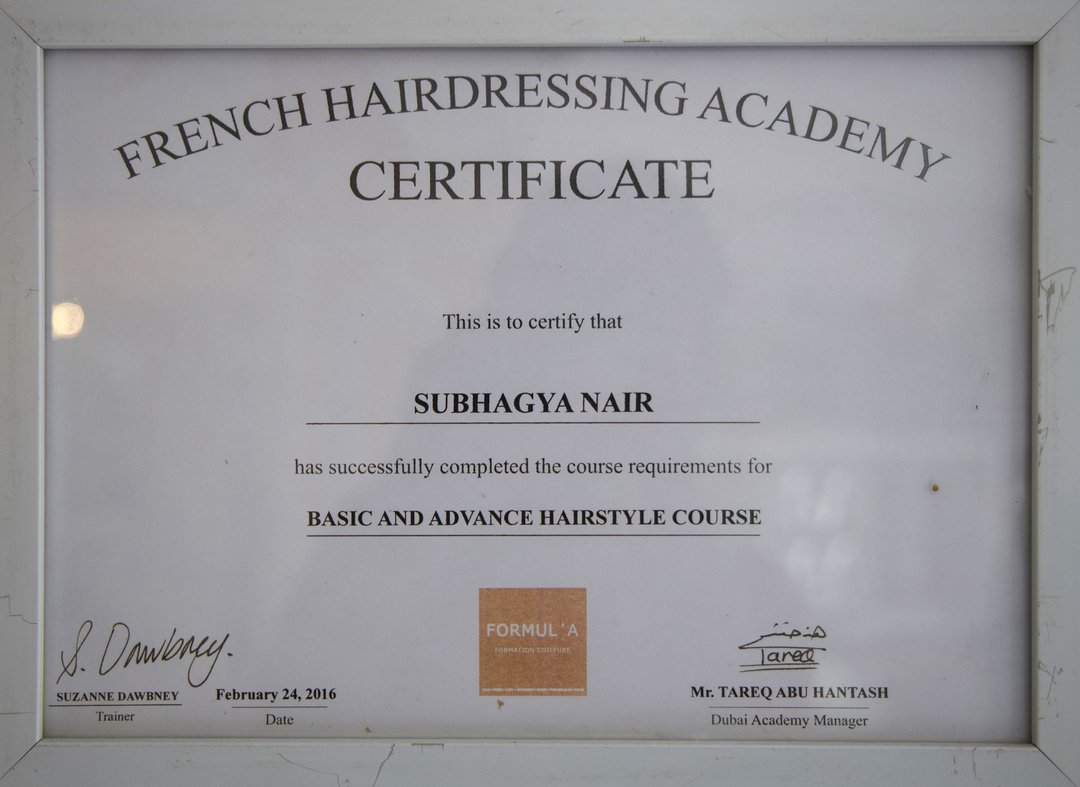 FRENCH HAIRDRESSING ACADEMY
CERTIFICATE
This is to certify that
SUBHAGYA NAIR
has successfully completed the course requirements for
BASIC AND ADVANCE HAIRSTYLE COURSE
FORMUL'A
FORMATION COIFFURE
S. Dawbney.
SUZANNE DAWBNEY
Trainer
February 24, 2016
Date
Tareq
Mr. TAREQ ABU HANTASH
Dubai Academy Manager